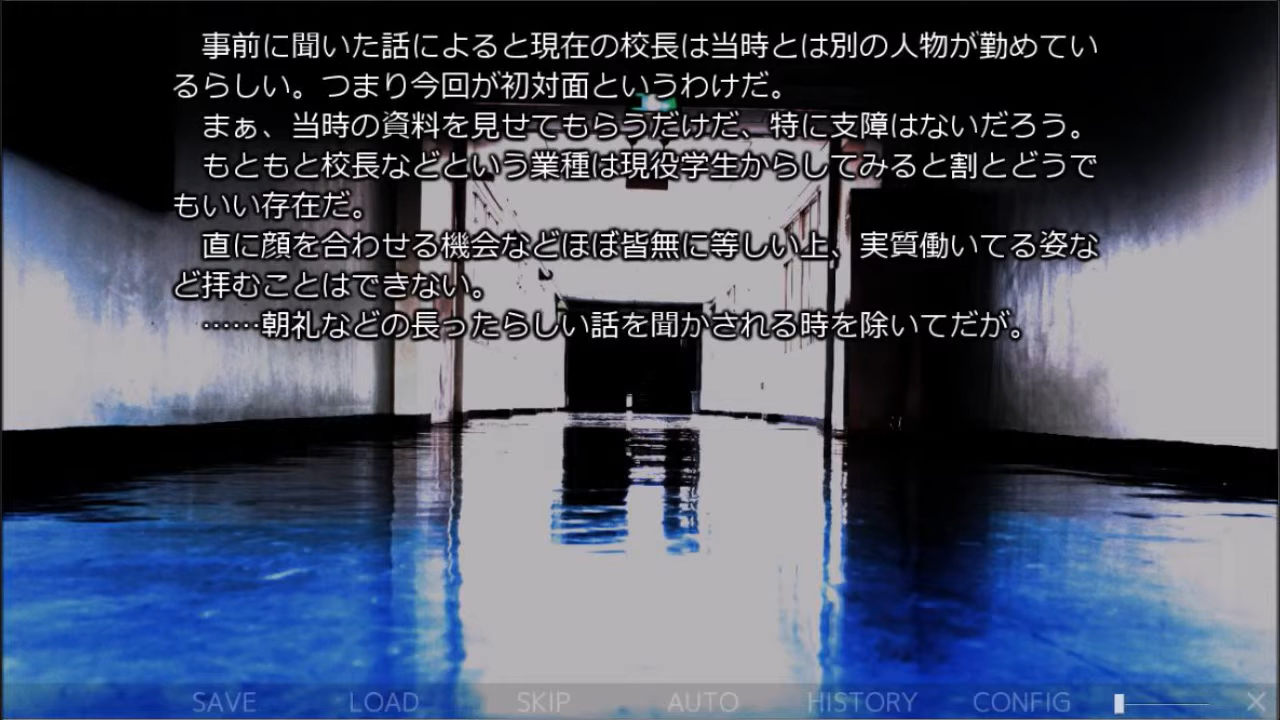 事前に聞いた話によると現在の校長は当時とは別の人物が勤めてい
るらしい。つまり今回が初対面というわけだ。
　まぁ、当時の資料を見せてもらうだけだ、特に支障はないだろう。
　もともと校長などという業種は現役学生からしてみると割とどうで
もいい存在だ。
　直に顔を合わせる機会などほぼ皆無に等しい上、実質働いてる姿な
ど拝むことはできない。
　……朝礼などの長ったらしい話を聞かされる時を除いてだが。
SAVE LOAD SKIP AUTO HISTORY CONFIG